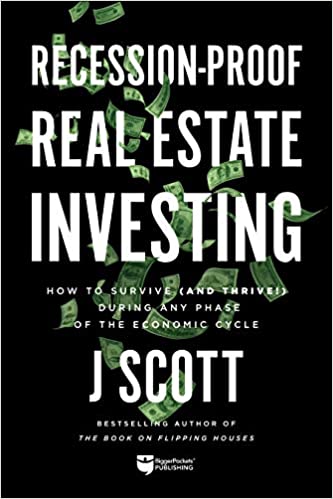 RECESSION-PROOF
REAL ESTATE
INVESTING
HOW TO SURVIVE (AND THRIVE!)
DURING ANY PHASE
OF THE ECONOMIC CYCLE
J SCOTT
BESTSELLING AUTHOR OF
THE BOOK ON FLIPPING HOUSES
BiggerPockets®
PUBLISHING